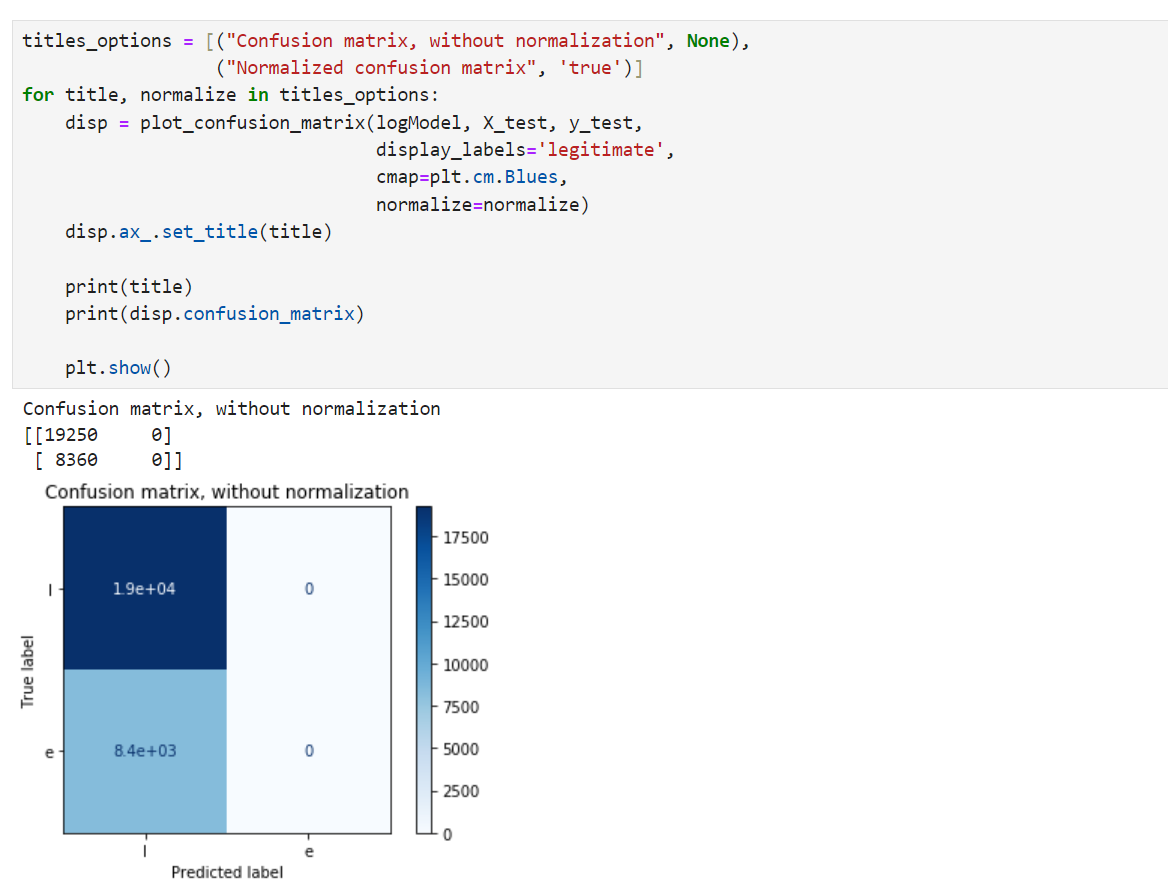 titles_options = [("Confusion matrix, without normalization", None),
                  ("Normalized confusion matrix", 'true')]
for title, normalize in titles_options:
    disp = plot_confusion_matrix(logModel, X_test, y_test,
                                 display_labels='legitimate',
                                 cmap=plt.cm.Blues,
                                 normalize=normalize)
    disp.ax_.set_title(title)

    print(title)
    print(disp.confusion_matrix)

    plt.show()
Confusion matrix, without normalization
[[19250     0]
 [ 8360     0]]
Confusion matrix, without normalization
17500
15000
12500
10000
7500
5000
2500
0
True label
l
1.9e+04 0
e
8.4e+03 0
l e
Predicted label